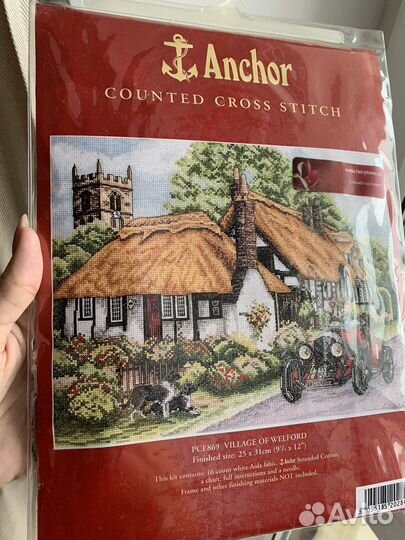 Anchor
COUNTED CROSS STITCH
PCE869 VILLAGE OF WELFORD
Finished size: 25 x 31cm (9¾ x 12")
This kit contains: 16 count white Aida fabric, Anchor Stranded Cotton,
a chart, full instructions and a needle.
Frame and other finishing materials NOT included.
Avito